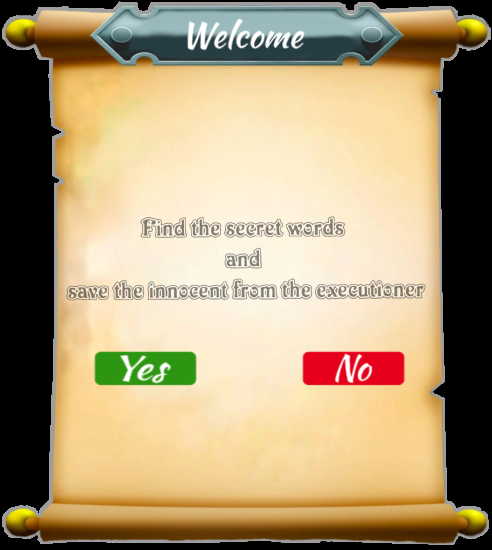 Welcome
Find the secret words
and
save the innocent from the executioner
Yes
No